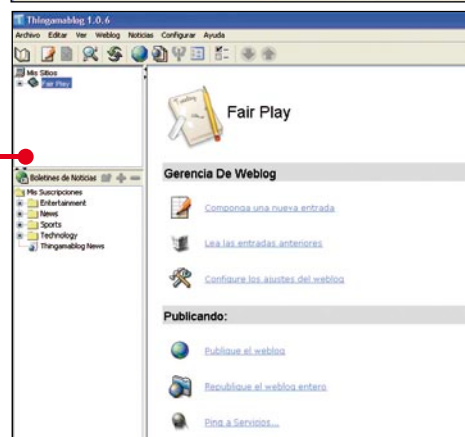 Thingamablog 1.0.6
Archivo Editar Ver Weblog Noticias Configurar Ayuda
Mis Sitios
Fair Play
Boletines de Noticias
Mis Suscripciones
Entertainment
News
Sports
Technology
Thingamablog News
Fair Play
Gerencia De Weblog
Componga una nueva entrada
Lea las entradas anteriores
Configure los ajustes del weblog
Publicando:
Publique el weblog
Republique el weblog entero
Ping a Servicios...